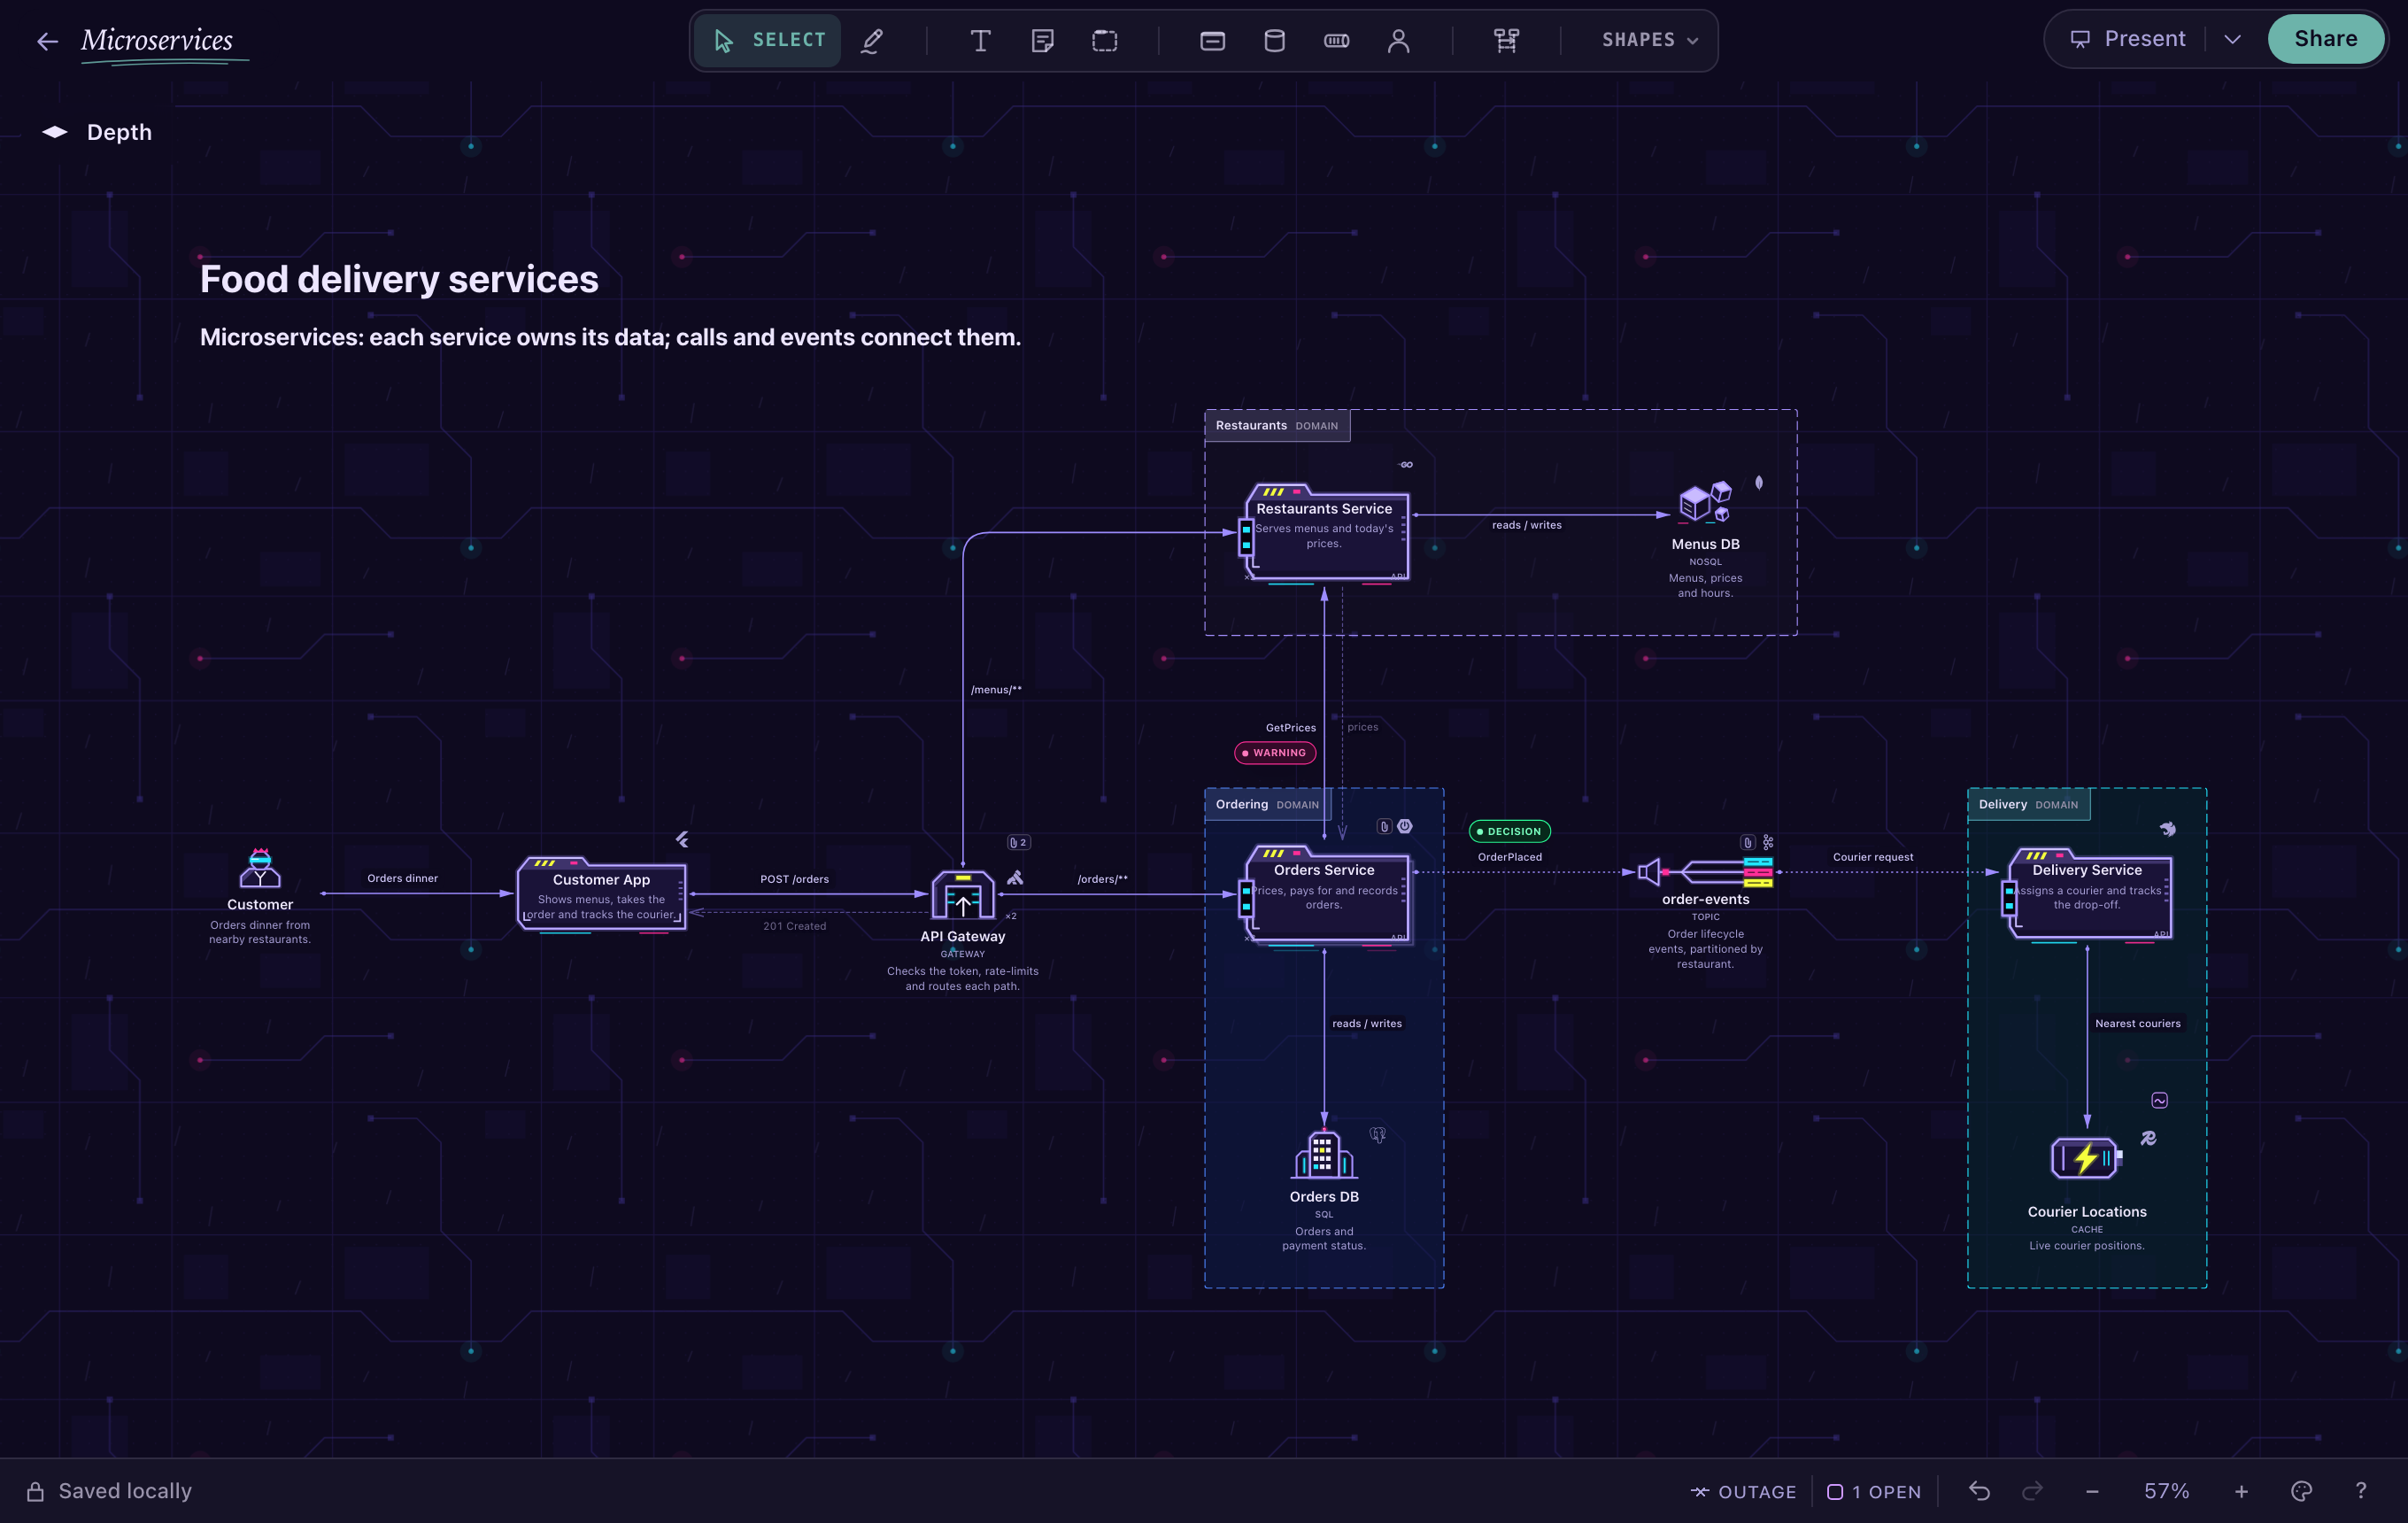 Microservices
SELECT
SHAPES
Present
Share
Depth
Food delivery services
Microservices: each service owns its data; calls and events connect them.
Restaurants DOMAIN
GO
Restaurants Service
Serves menus and today's
prices.
API
reads / writes
Menus DB
NOSQL
Menus, prices
and hours.
/menus/**
GetPrices
prices
WARNING
Ordering DOMAIN
Delivery DOMAIN
DECISION
Customer
Orders dinner from
nearby restaurants.
Orders dinner
Customer App
Shows menus, takes the
order and tracks the courier.
POST /orders
201 Created
2
×2
API Gateway
GATEWAY
Checks the token, rate-limits
and routes each path.
/orders/**
Orders Service
Prices, pays for and records
orders.
API
OrderPlaced
order-events
TOPIC
Order lifecycle
events, partitioned by
restaurant.
Courier request
Delivery Service
Assigns a courier and tracks
the drop-off.
API
reads / writes
Nearest couriers
Orders DB
SQL
Orders and
payment status.
Courier Locations
CACHE
Live courier positions.
Saved locally
OUTAGE
1 OPEN
57%
?